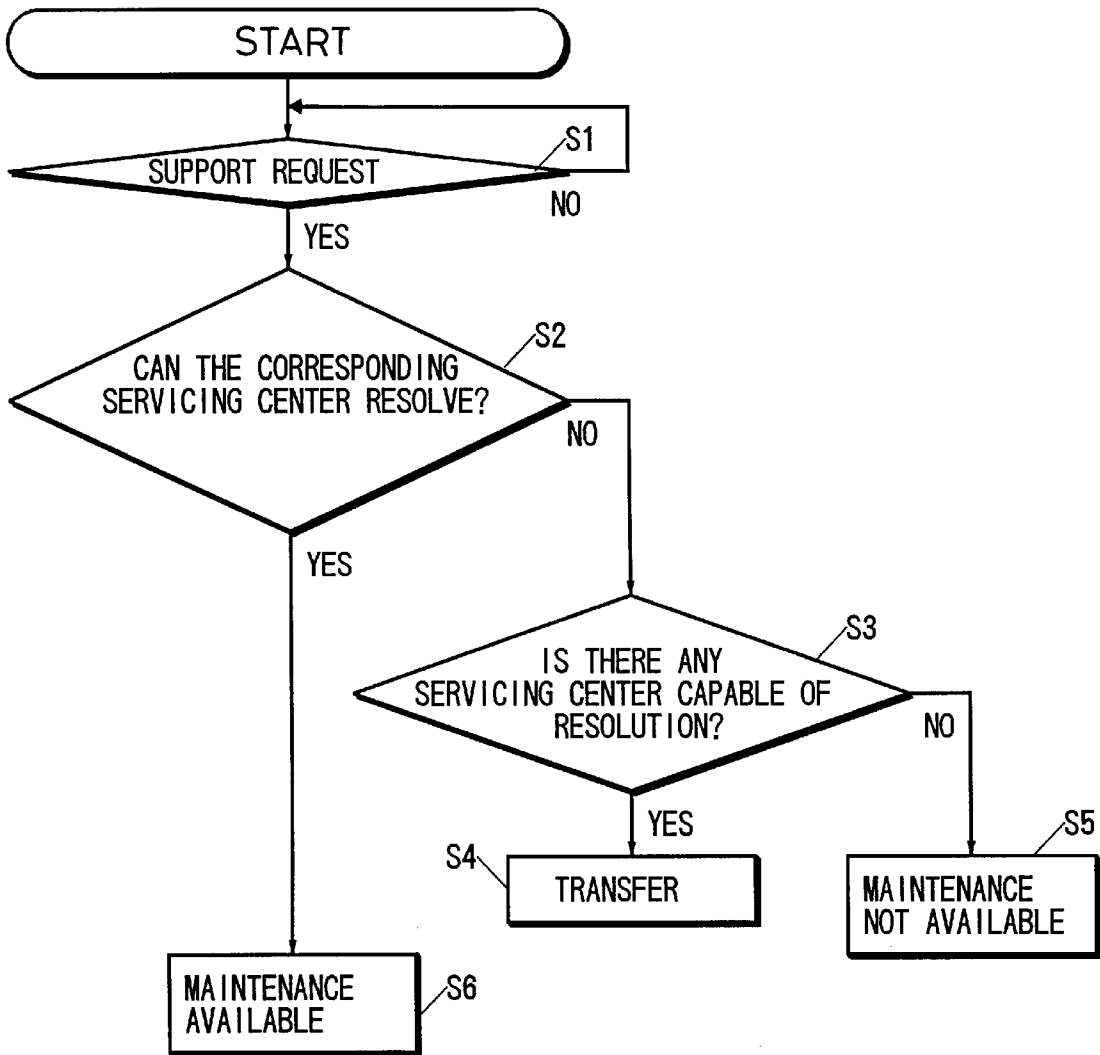 START
S1
SUPPORT REQUEST
NO
YES
S2
CAN THE CORRESPONDING
SERVICING CENTER RESOLVE?
NO
YES
S3
IS THERE ANY
SERVICING CENTER CAPABLE OF
RESOLUTION?
NO
YES
S4
TRANSFER
S5
MAINTENANCE
NOT AVAILABLE
S6
MAINTENANCE
AVAILABLE